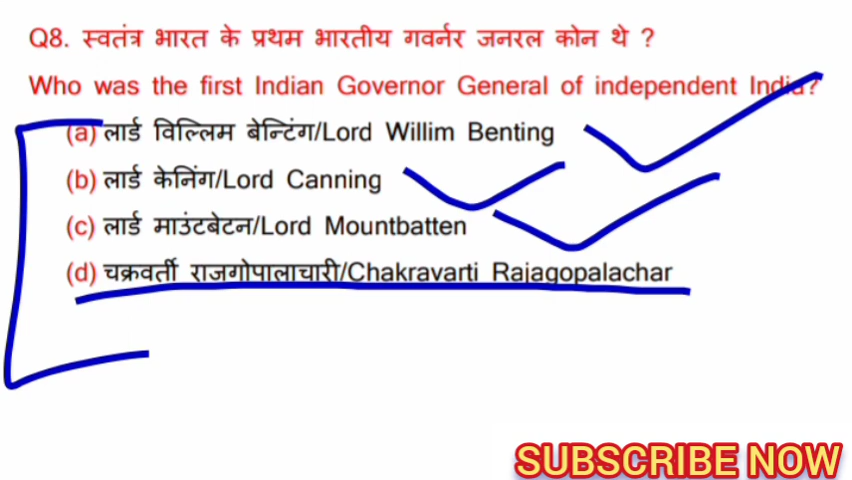 Q8. स्वतंत्र भारत के प्रथम भारतीय गवर्नर जनरल कोन थे ?
Who was the first Indian Governor General of independent India?
(a) लार्ड विल्लिम बेन्टिंग/Lord Willim Benting
(b) लार्ड केनिंग/Lord Canning
(c) लार्ड माउंटबेटन/Lord Mountbatten
(d) चक्रवर्ती राजगोपालाचारी/Chakravarti Rajagopalachar
SUBSCRIBE NOW